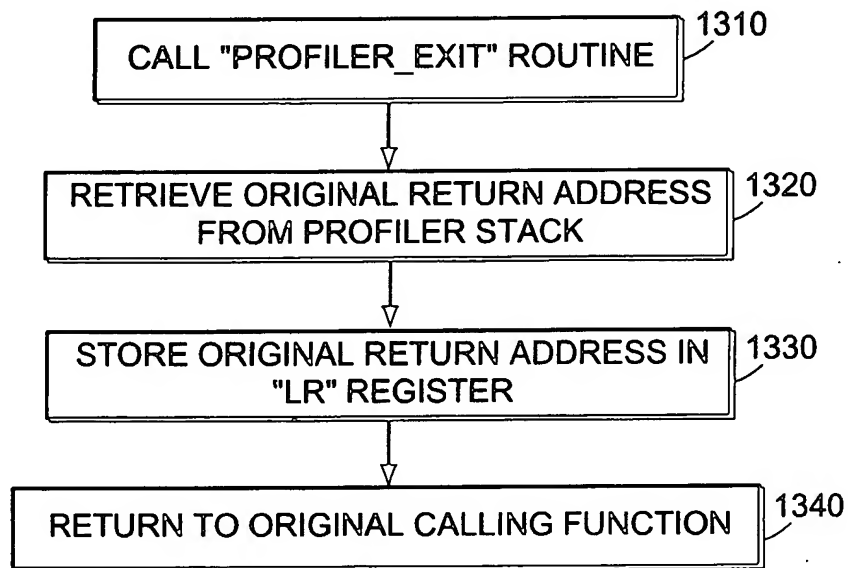 1310
CALL "PROFILER_EXIT" ROUTINE
1320
RETRIEVE ORIGINAL RETURN ADDRESS
FROM PROFILER STACK
1330
STORE ORIGINAL RETURN ADDRESS IN
"LR" REGISTER
1340
RETURN TO ORIGINAL CALLING FUNCTION